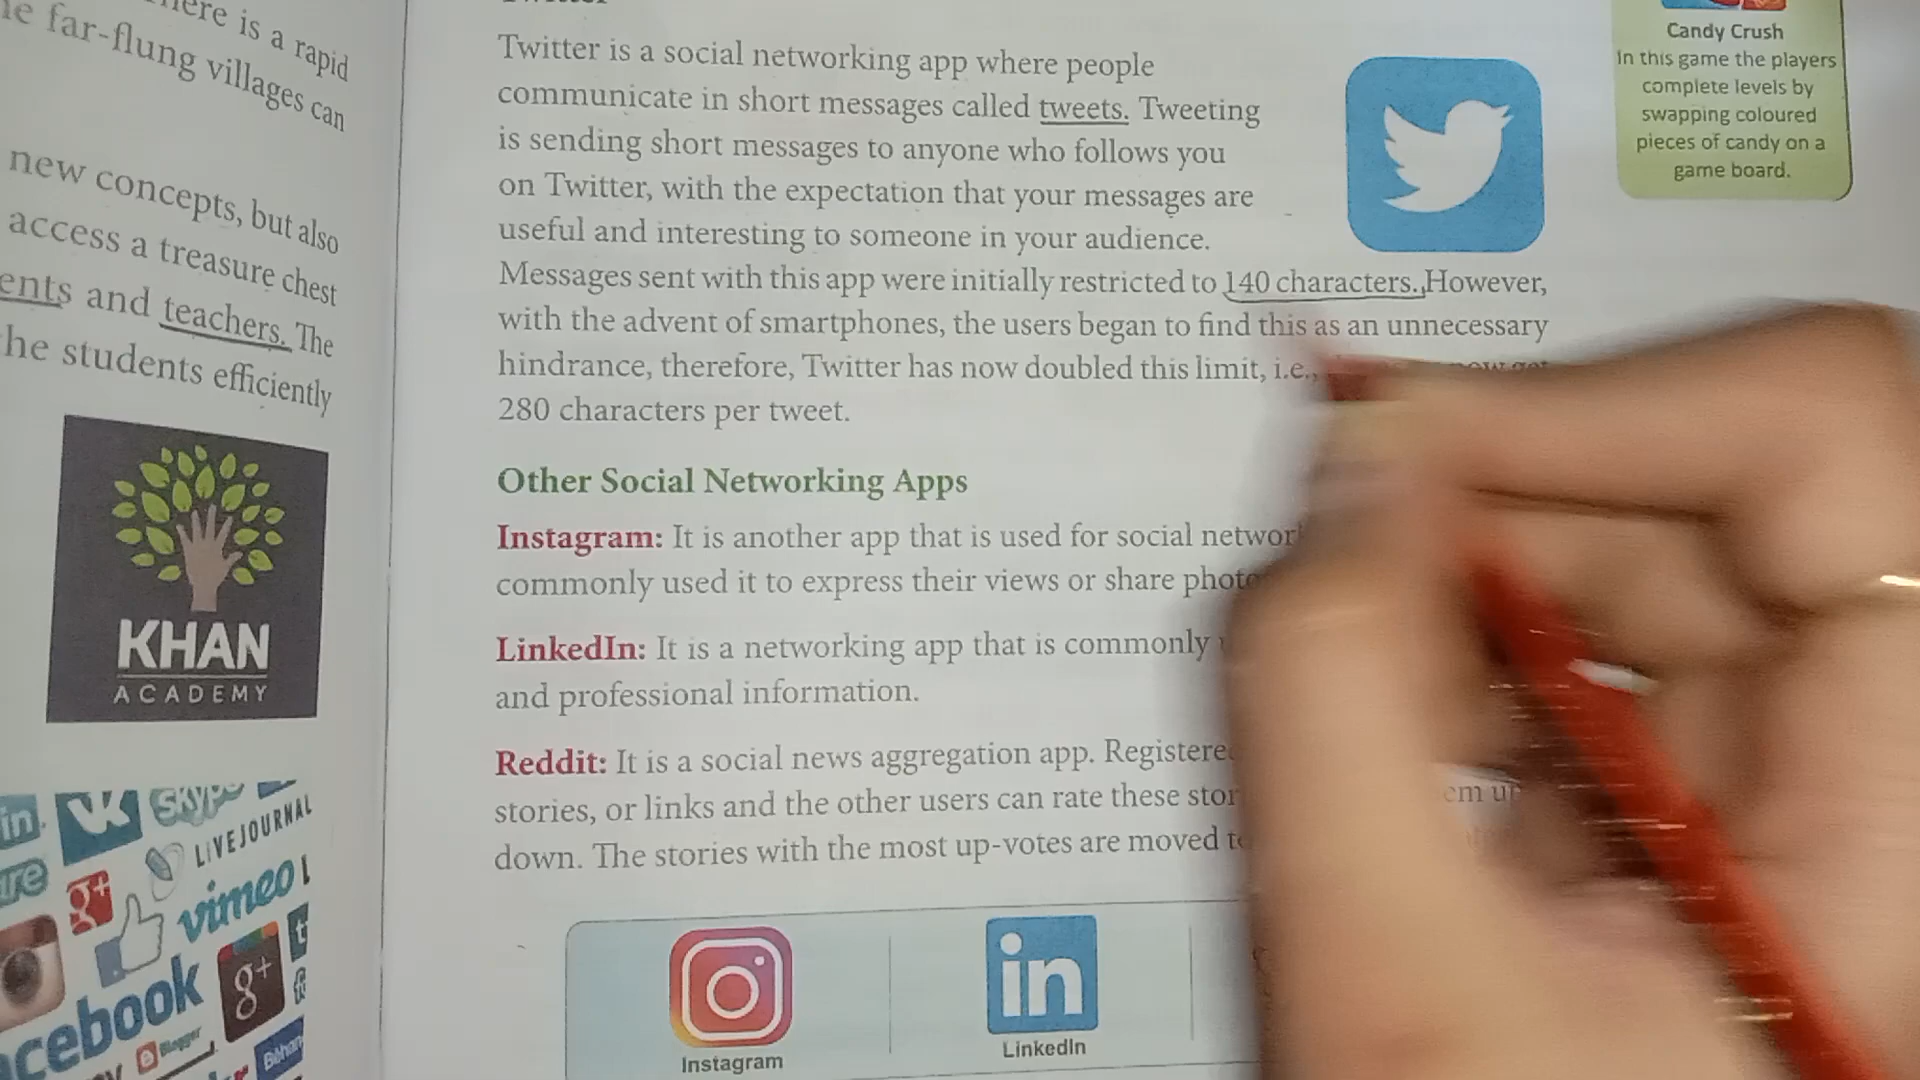 here is a rapid
far-flung villages can
new concepts, but also
access a treasure chest
and teachers. The
students efficiently
KHAN
ACADEMY
in
SKYPE
LIVEJOURNAL
g+
vimeo
g+
t
Blogger
Twitter is a social networking app where people
communicate in short messages called tweets. Tweeting
is sending short messages to anyone who follows you
on Twitter, with the expectation that your messages are
useful and interesting to someone in your audience.
Messages sent with this app were initially restricted to 140 characters. However,
with the advent of smartphones, the users began to find this as an unnecessary
hindrance, therefore, Twitter has now doubled this limit, i.e.,
280 characters per tweet.
Other Social Networking Apps
Instagram: It is another app that is used for social
commonly used it to express their views or share
LinkedIn: It is a networking app that is commonly
and professional information.
Reddit: It is a social news aggregation app.
stories, or links and the other users can rate these
down. The stories with the most up-votes are moved
in
Instagram
LinkedIn
Candy Crush
In this game the players
complete levels by
swapping coloured
pieces of candy on a
game board.